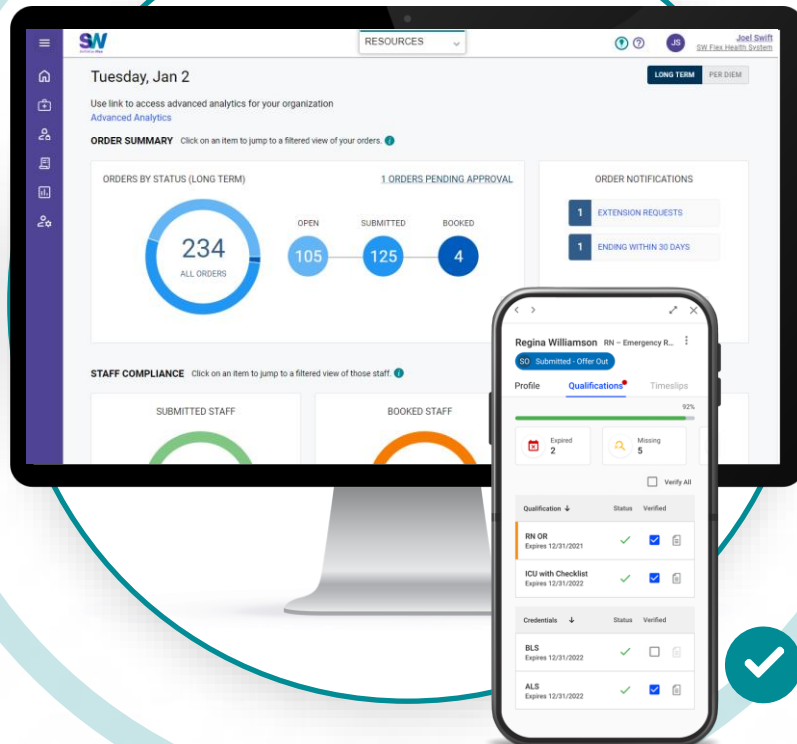 SW
RESOURCES
JS
Joel Swift
SW Flex Health System
Tuesday, Jan 2
LONG TERM
PER DIEM
Use link to access advanced analytics for your organization
Advanced Analytics
ORDER SUMMARY Click on an item to jump to a filtered view of your orders.
ORDERS BY STATUS (LONG TERM)
1 ORDERS PENDING APPROVAL
234
ALL ORDERS
OPEN
SUBMITTED
BOOKED
105
125
4
ORDER NOTIFICATIONS
1 EXTENSION REQUESTS
1 ENDING WITHIN 30 DAYS
STAFF COMPLIANCE Click on an item to jump to a filtered view of those staff.
SUBMITTED STAFF
BOOKED STAFF
Regina Williamson RN – Emergency R...
SO Submitted - Offer Out
Profile
Qualifications
Timeslips
92%
Expired
2
Missing
5
Verify All
Qualification Status Verified
RN OR
Expires 12/31/2021
ICU with Checklist
Expires 12/31/2022
Credentials Status Verified
BLS
Expires 12/31/2022
ALS
Expires 12/31/2022